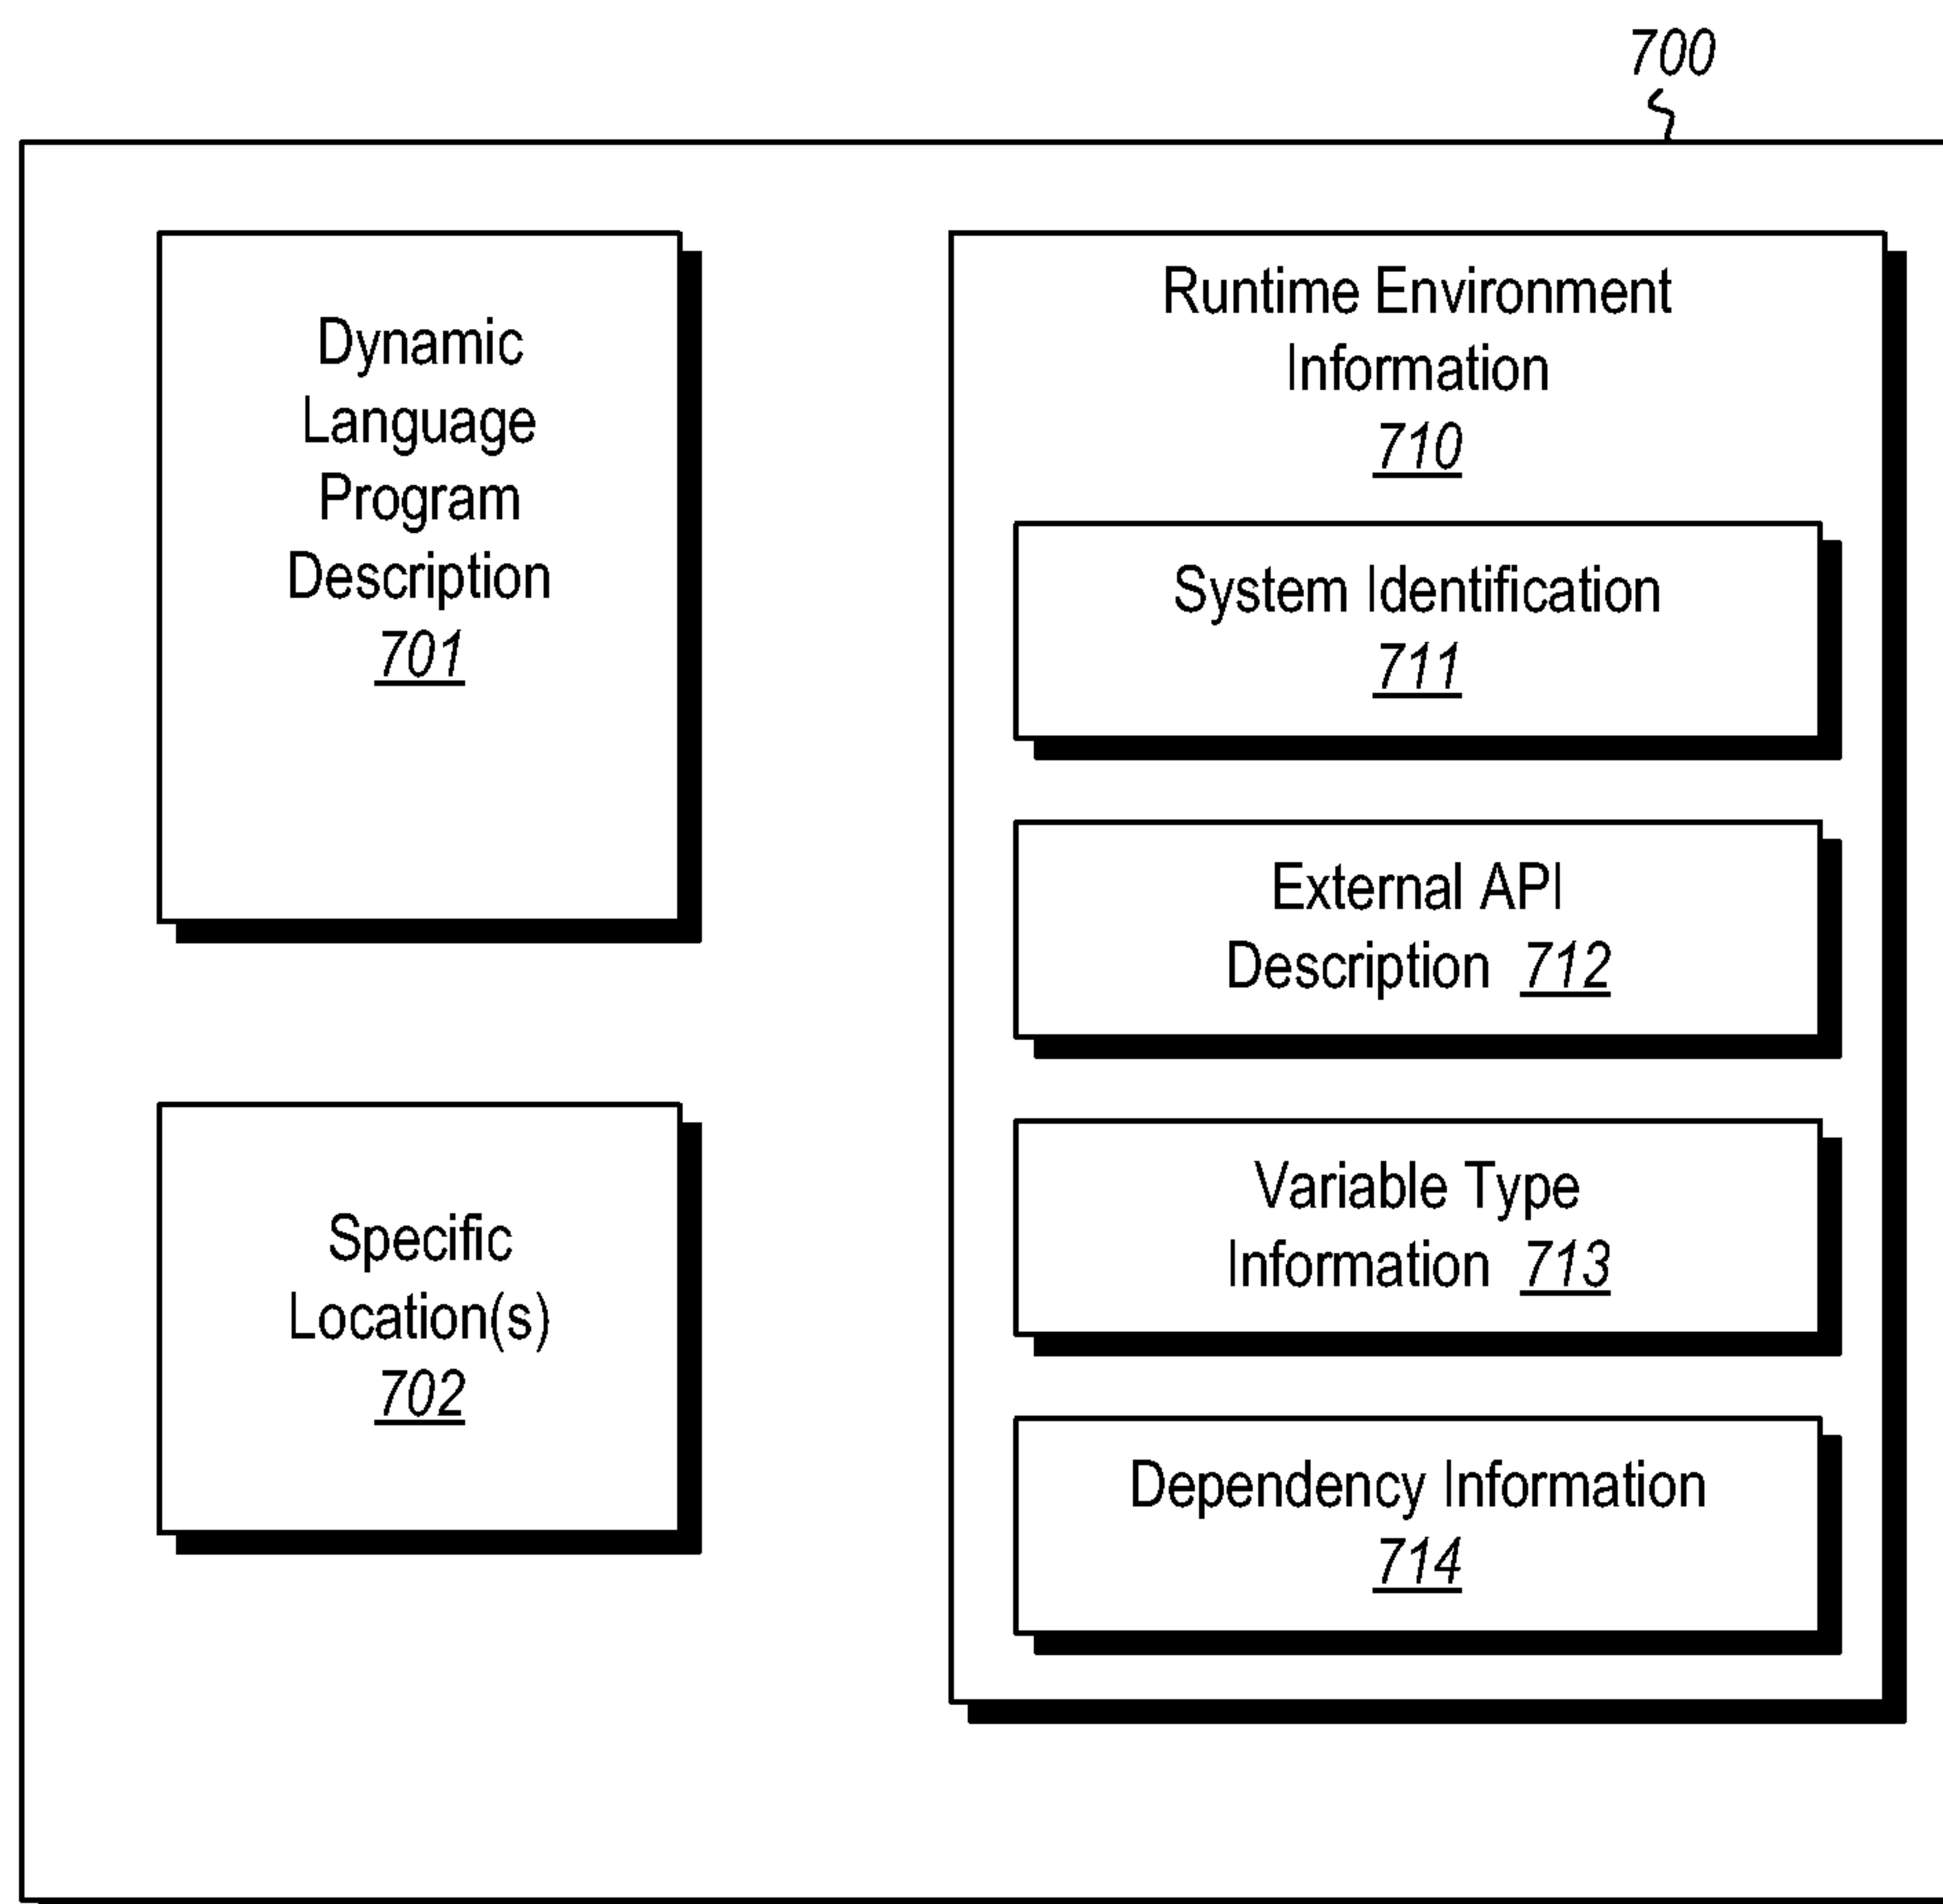 700
Dynamic
Language
Program
Description
701
Specific
Location(s)
702
Runtime Environment
Information
710
System Identification
711
External API
Description 712
Variable Type
Information 713
Dependency Information
714